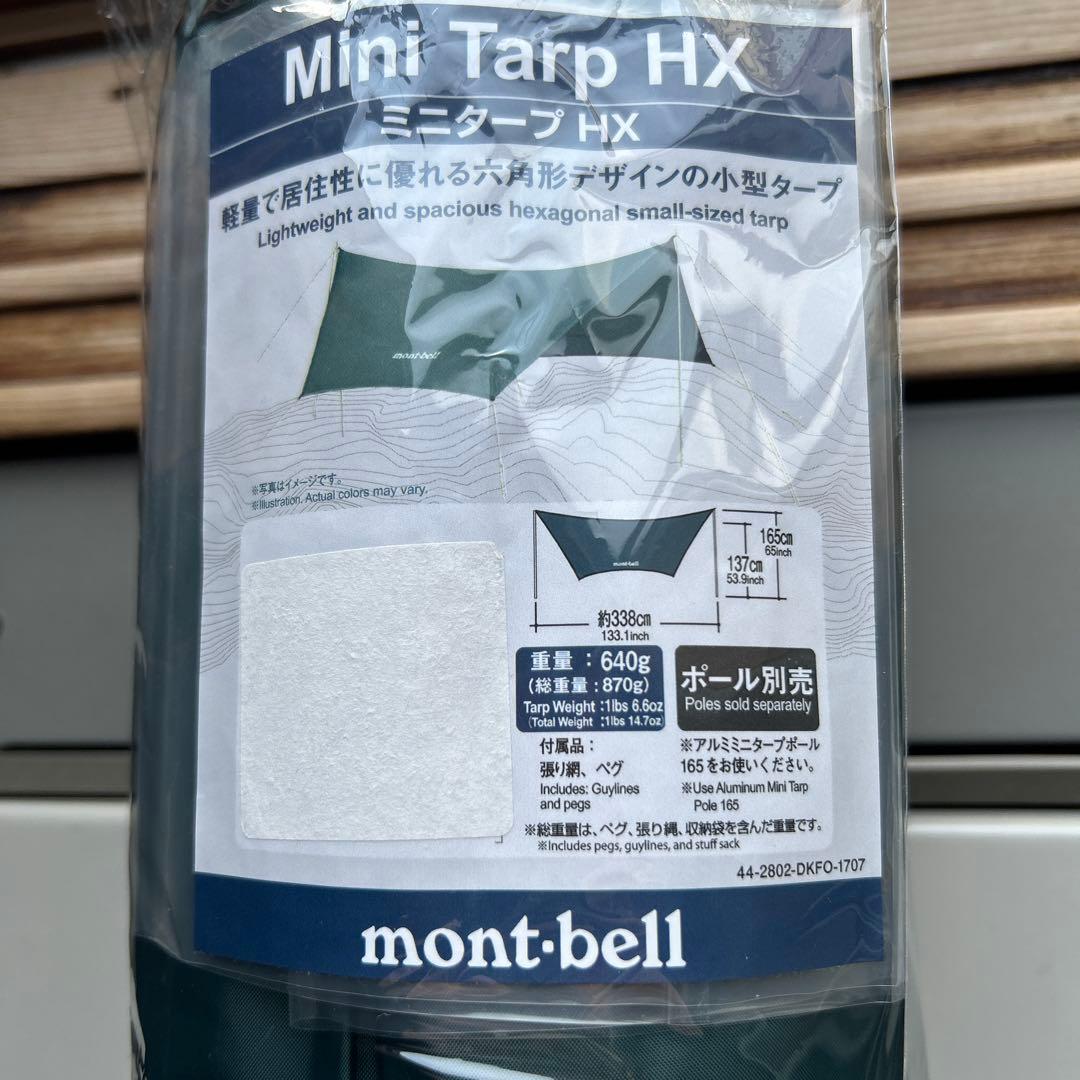 Mini Tarp HX
ミニタープ HX
軽量で居住性に優れる六角形デザインの小型タープ
Lightweight and spacious hexagonal small-sized tarp
mont-bell
※写真はイメージです。
※Illustration. Actual colors may vary.
mont-bell
165cm
65inch
137cm
53.9inch
約338cm
133.1inch
重量：640g
(総重量：870g)
Tarp Weight :1lbs 6.6oz
(Total Weight :1lbs 14.7oz)
ポール別売
Poles sold separately
付属品：
張り網、ペグ
Includes: Guylines
and pegs
※アルミミニタープポール
165をお使いください。
※Use Aluminum Mini Tarp
Pole 165
※総重量は、ペグ、張り縄、収納袋を含んだ重量です。
※Includes pegs, guylines, and stuff sack
44-2802-DKFO-1707
mont-bell